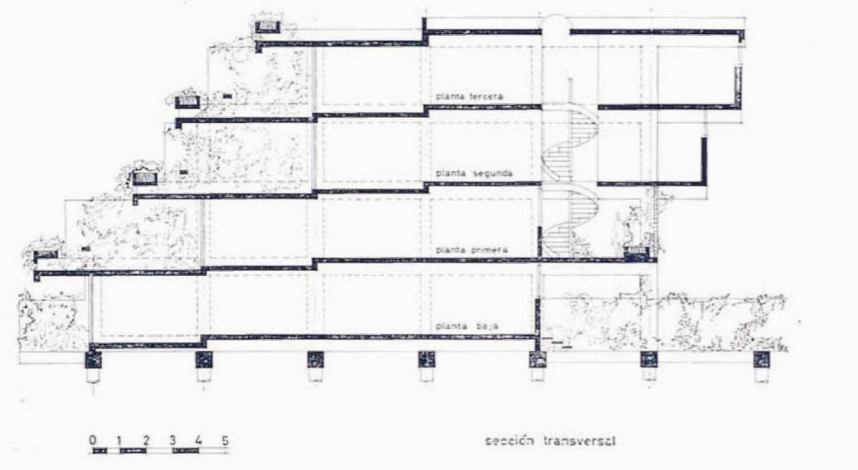 planta tercera
planta segunda
planta primera
planta baja
0 1 2 3 4 5
sección transversal